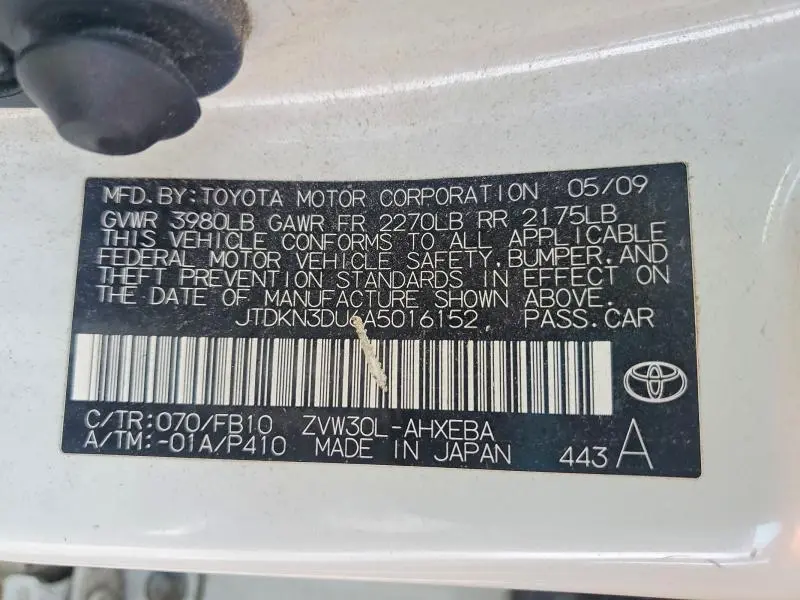 MFD.BY:TOYOTA MOTOR CORPORATION 05/09
GVWR 3980LB GAWR FR 2270LB RR 2175LB
THIS VEHICLE CONFORMS TO ALL APPLICABLE
FEDERAL MOTOR VEHICLE SAFETY,BUMPER,AND
THEFT PREVENTION STANDARDS IN EFFECT ON
THE DATE OF MANUFACTURE SHOWN ABOVE.
JTDKN3DU6A5016152 PASS.CAR
C/TR:070/FB10 ZVW30L-AHXEBA
A/TM:-01A/P410 MADE IN JAPAN 443 A